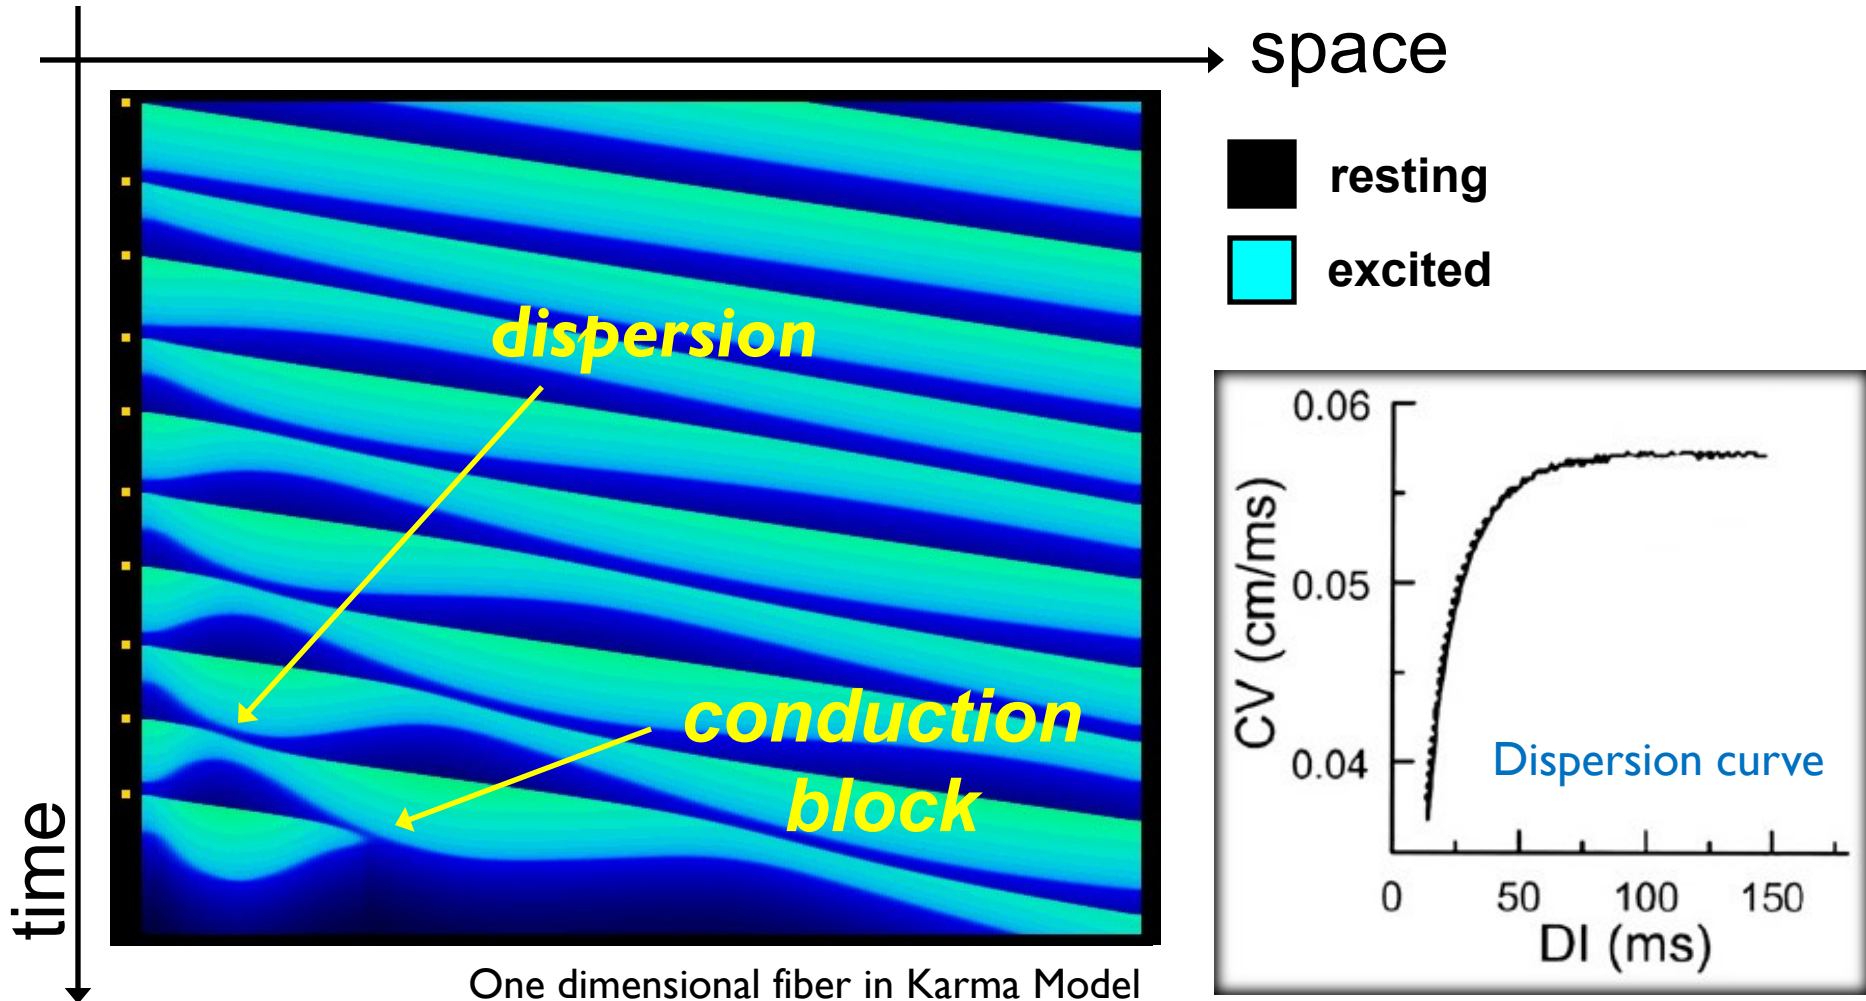 space
resting
excited
dispersion
conduction
block
time
One dimensional fiber in Karma Model
0.06
0.05
0.04
CV (cm/ms)
Dispersion curve
0 50 100 150
DI (ms)